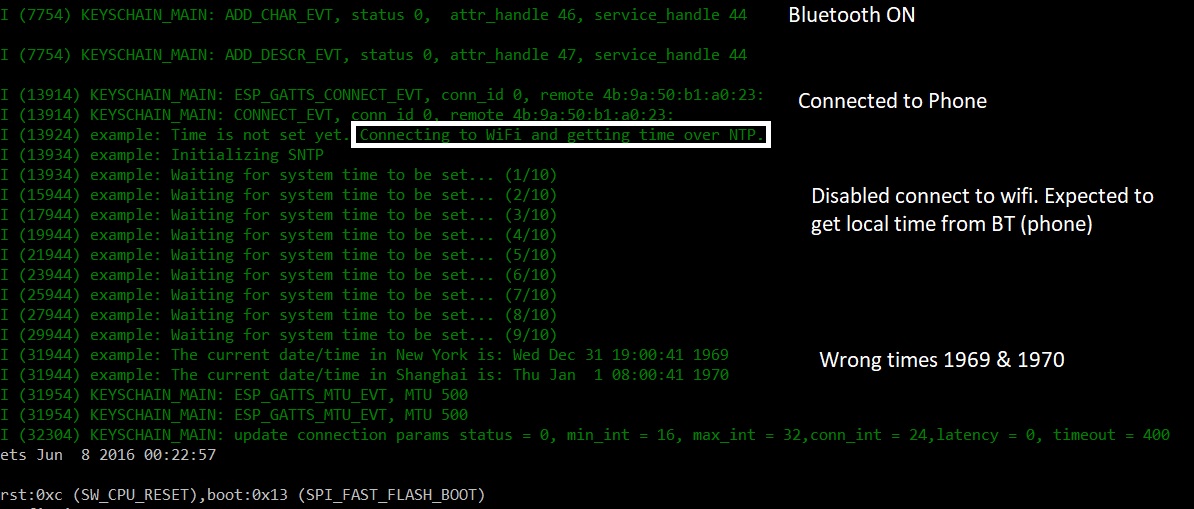 I (7754) KEYSCHAIN_MAIN: ADD_CHAR_EVT, status 0,  attr_handle 46, service_handle 44
Bluetooth ON
I (7754) KEYSCHAIN_MAIN: ADD_DESCR_EVT, status 0, attr_handle 47, service_handle 44
I (13914) KEYSCHAIN_MAIN: ESP_GATTS_CONNECT_EVT, conn_id 0, remote 4b:9a:50:b1:a0:23:
Connected to Phone
I (13914) KEYSCHAIN_MAIN: CONNECT_EVT, conn_id 0, remote 4b:9a:50:b1:a0:23:
I (13924) example: Time is not set yet. Connecting to WiFi and getting time over NTP.
I (13934) example: Initializing SNTP
I (13934) example: Waiting for system time to be set... (1/10)
I (15944) example: Waiting for system time to be set... (2/10)
I (17944) example: Waiting for system time to be set... (3/10)
I (19944) example: Waiting for system time to be set... (4/10)
I (21944) example: Waiting for system time to be set... (5/10)
I (23944) example: Waiting for system time to be set... (6/10)
I (25944) example: Waiting for system time to be set... (7/10)
I (27944) example: Waiting for system time to be set... (8/10)
I (29944) example: Waiting for system time to be set... (9/10)
Disabled connect to wifi. Expected to
get local time from BT (phone)
I (31944) example: The current date/time in New York is: Wed Dec 31 19:00:41 1969
I (31944) example: The current date/time in Shanghai is: Thu Jan  1 08:00:41 1970
Wrong times 1969 & 1970
I (31954) KEYSCHAIN_MAIN: ESP_GATTS_MTU_EVT, MTU 500
I (31954) KEYSCHAIN_MAIN: ESP_GATTS_MTU_EVT, MTU 500
I (32304) KEYSCHAIN_MAIN: update connection params status = 0, min_int = 16, max_int = 32,conn_int = 24,latency = 0, timeout = 400
ets Jun  8 2016 00:22:57
rst:0xc (SW_CPU_RESET),boot:0x13 (SPI_FAST_FLASH_BOOT)